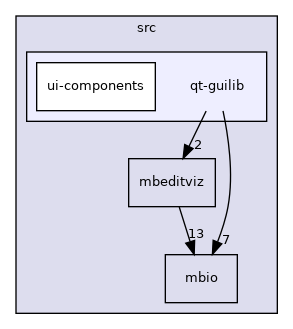 src
ui-components
qt-guilib
2
mbeditviz
13
7
mbio